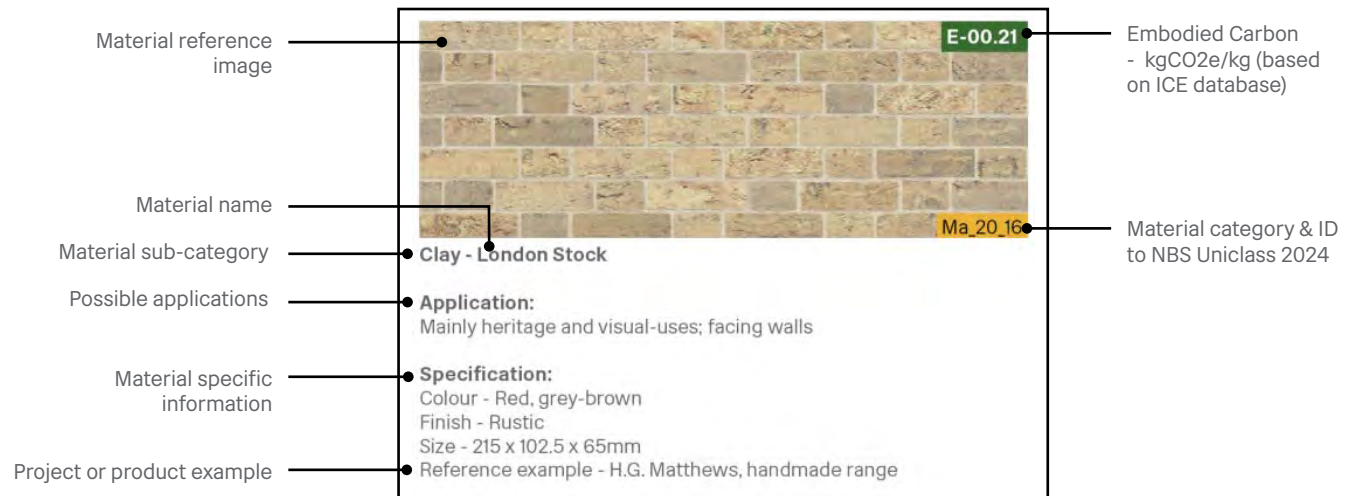 Material reference
image
E-00.21
Embodied Carbon
- kgCO2e/kg (based
on ICE database)
Material name
Ma_20_16
Material category & ID
to NBS Uniclass 2024
Material sub-category
Clay - London Stock
Possible applications
Application:
Mainly heritage and visual-uses; facing walls
Material specific
information
Specification:
Colour - Red, grey-brown
Finish - Rustic
Size - 215 x 102.5 x 65mm
Project or product example
Reference example - H.G. Matthews, handmade range